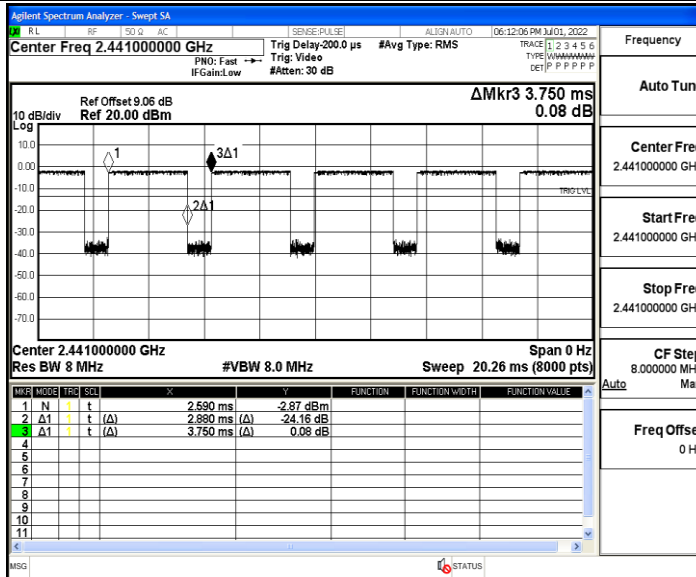 Agilent Spectrum Analyzer - Swept SA
RL RF 50 Ω AC SENSE:PULSE ALIGN AUTO 06:12:06 PM Jul 01, 2022
Center Freq 2.441000000 GHz
PNO: Fast
IFGain:Low
Trig Delay-200.0 µs
Trig: Video
#Atten: 30 dB
#Avg Type: RMS
TRACE 1 2 3 4 5 6
TYPE
DET P P P P P P
Ref Offset 9.06 dB
10 dB/div Ref 20.00 dBm
Log
ΔMkr3 3.750 ms
0.08 dB
10.0
0.00
-10.0
-20.0
-30.0
-40.0
-50.0
-60.0
-70.0
1
3Δ1
2Δ1
TRIG LVL
Center 2.441000000 GHz Span 0 Hz
Res BW 8 MHz #VBW 8.0 MHz Sweep 20.26 ms (8000 pts)
MKR MODE TRC SCL X Y FUNCTION FUNCTION WIDTH FUNCTION VALUE
1 N 1 t 2.590 ms -2.87 dBm
2 Δ1 1 t (Δ) 2.880 ms (Δ) -24.16 dB
3 Δ1 1 t (Δ) 3.750 ms (Δ) 0.08 dB
4
5
6
7
8
9
10
11
MSG STATUS
Frequency
Auto Tun
Center Fre
2.441000000 GH
Start Fre
2.441000000 GH
Stop Fre
2.441000000 GH
CF Step
8.000000 MH
Auto Ma
Freq Offse
0 H